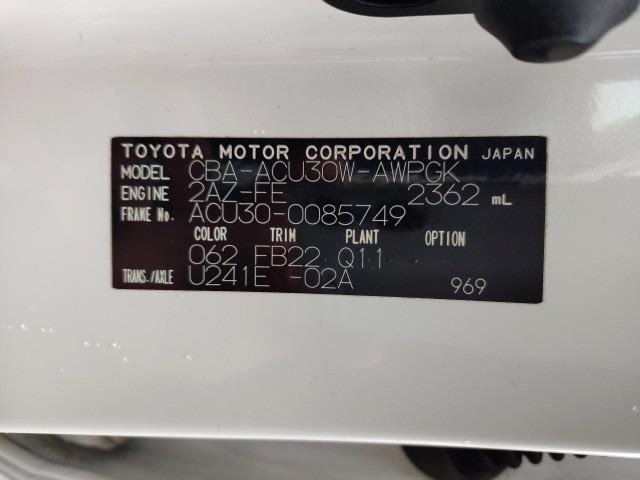 TOYOTA MOTOR CORPORATION JAPAN
MODEL CBA-ACU30W-AWPGK
ENGINE 2AZ-FE 2362 mL
FRAME No. ACU30-0085749
COLOR TRIM PLANT OPTION
062 FB22 Q11
TRANS./AXLE U241E -02A 969